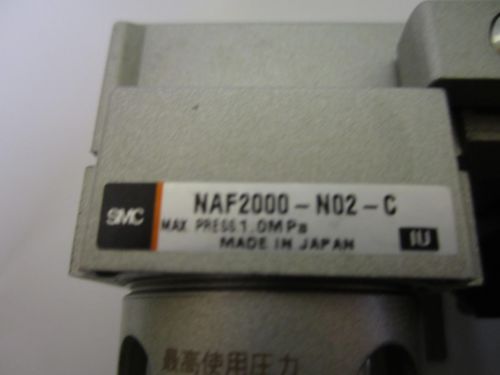 SMC
NAF2000-N02-C
MAX PRESS 1.0MPa
MADE IN JAPAN
IU
最高使用圧力